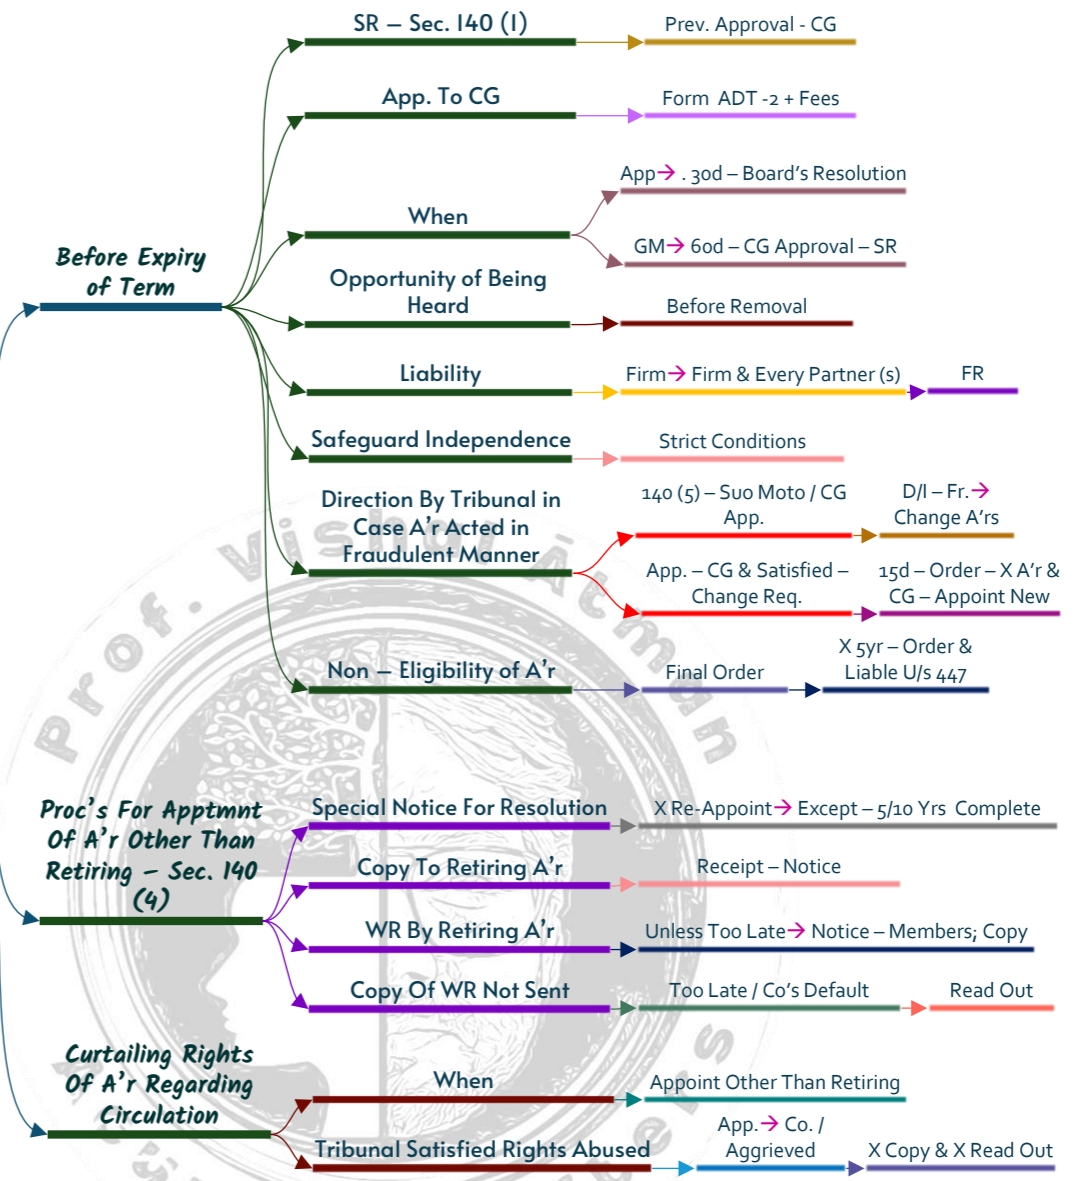 SR – Sec. 140 (1)
Prev. Approval - CG
App. To CG
Form ADT -2 + Fees
When
App→ . 30d – Board's Resolution
GM→ 60d – CG Approval – SR
Before Expiry
of Term
Opportunity of Being
Heard
Before Removal
Liability
Firm→ Firm & Every Partner (s)
FR
Safeguard Independence
Strict Conditions
Direction By Tribunal in
Case A'r Acted in
Fraudulent Manner
140 (5) – Suo Moto / CG
App.
D/l – Fr.→
Change A'rs
App. – CG & Satisfied –
Change Req.
15d – Order – X A'r &
CG – Appoint New
Non – Eligibility of A'r
Final Order
X 5yr – Order &
Liable U/s 447
Proc's For Apptmnt
Of A'r Other Than
Retiring – Sec. 140
(4)
Special Notice For Resolution
X Re-Appoint→ Except – 5/10 Yrs Complete
Copy To Retiring A'r
Receipt – Notice
WR By Retiring A'r
Unless Too Late→ Notice – Members; Copy
Copy Of WR Not Sent
Too Late / Co's Default
Read Out
Curtailing Rights
Of A'r Regarding
Circulation
When
Appoint Other Than Retiring
Tribunal Satisfied Rights Abused
App.→ Co. /
Aggrieved
X Copy & X Read Out
Prof. Vishal Achman